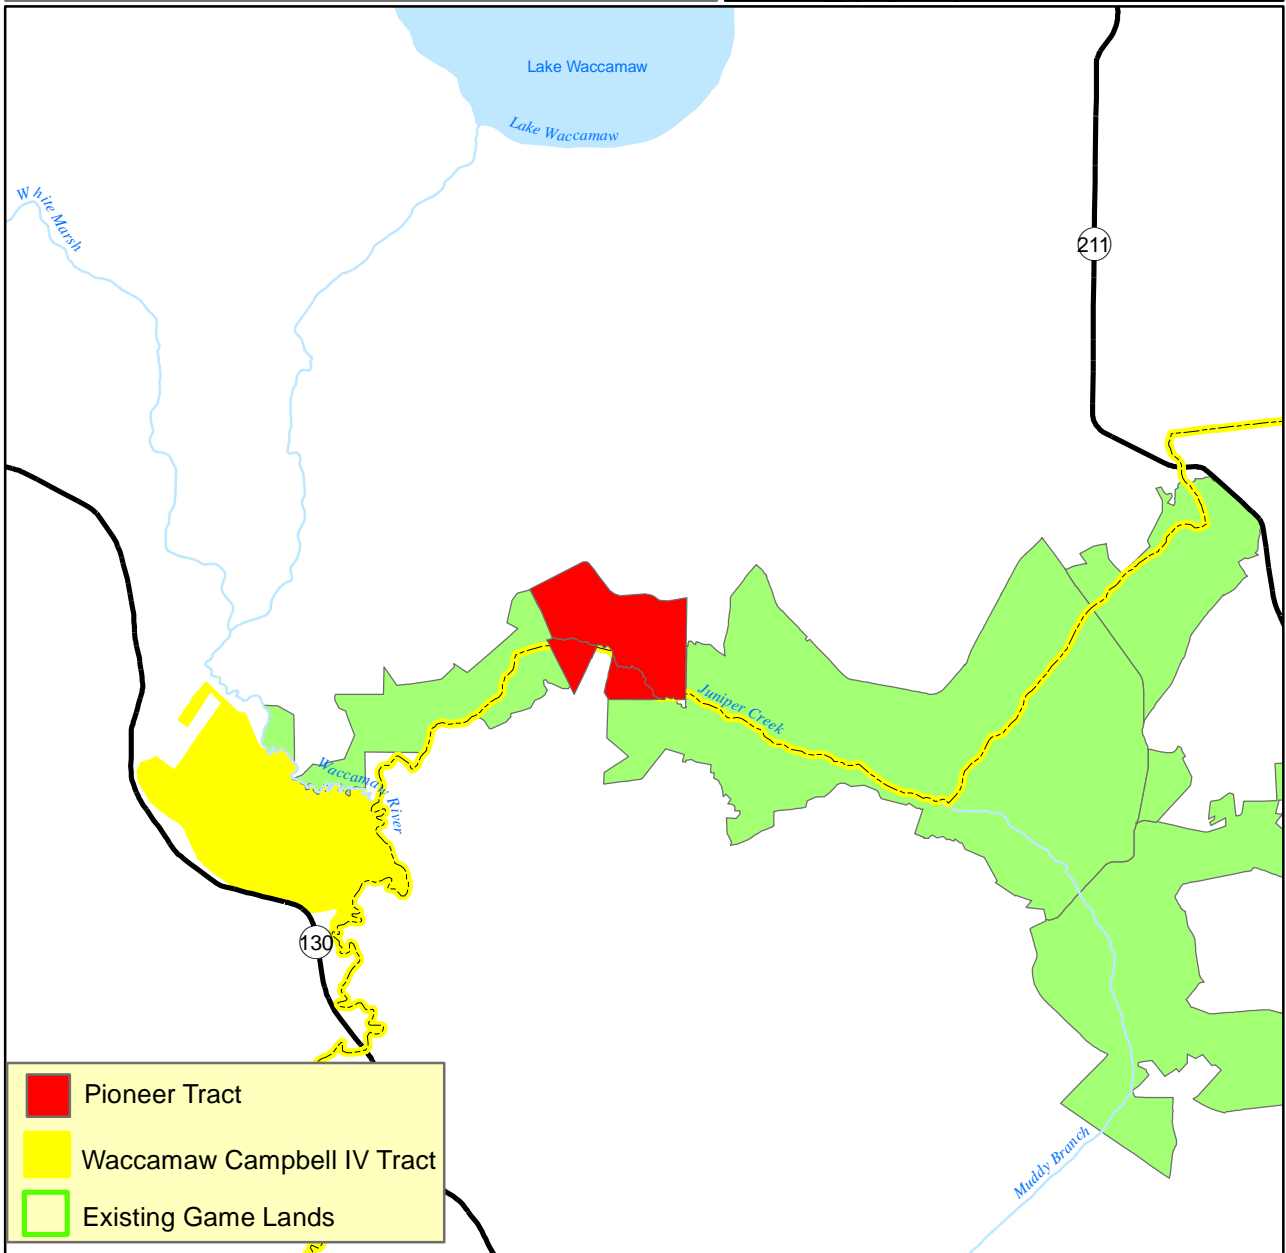 Lake Waccamaw
Lake Waccamaw
White Marsh
211
Juniper Creek
Waccamaw River
130
Muddy Branch
Pioneer Tract
Waccamaw Campbell IV Tract
Existing Game Lands